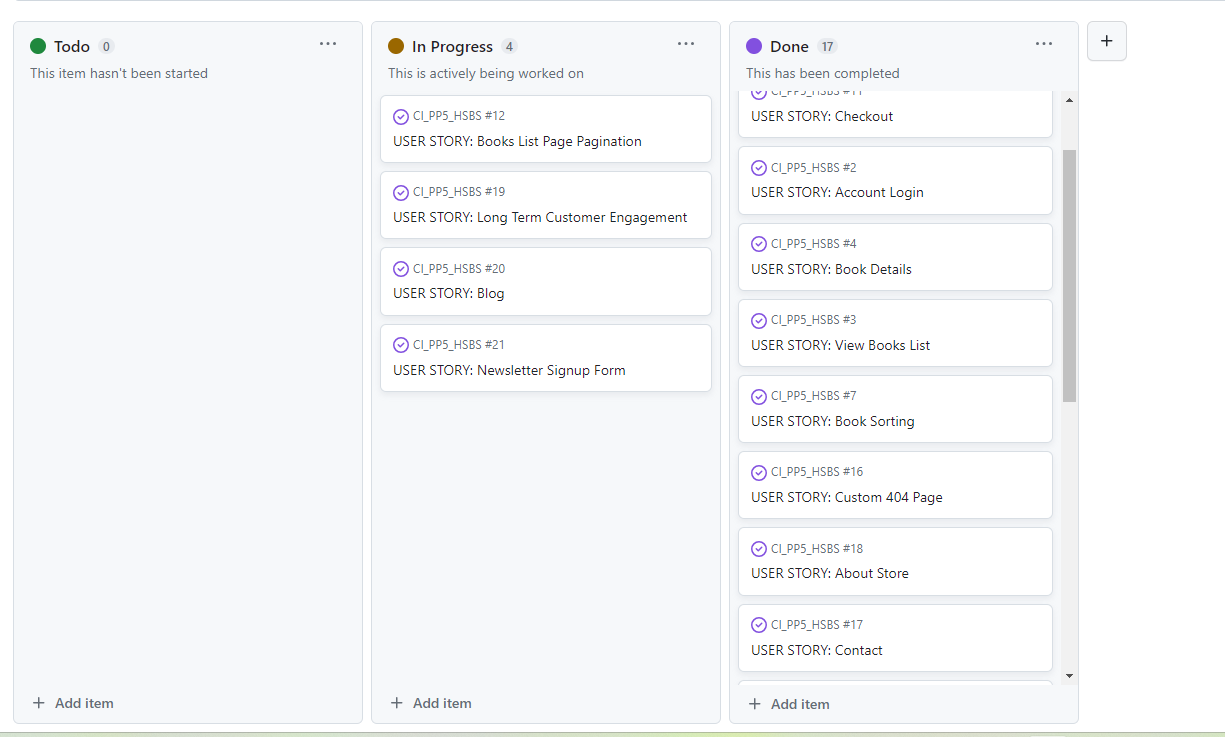 Todo 0
This item hasn't been started
Add item
In Progress 4
This is actively being worked on
CI_PP5_HSBS #12
USER STORY: Books List Page Pagination
CI_PP5_HSBS #19
USER STORY: Long Term Customer Engagement
CI_PP5_HSBS #20
USER STORY: Blog
CI_PP5_HSBS #21
USER STORY: Newsletter Signup Form
Add item
Done 17
This has been completed
CI_PP5_HSBS #11
USER STORY: Checkout
CI_PP5_HSBS #2
USER STORY: Account Login
CI_PP5_HSBS #4
USER STORY: Book Details
CI_PP5_HSBS #3
USER STORY: View Books List
CI_PP5_HSBS #7
USER STORY: Book Sorting
CI_PP5_HSBS #16
USER STORY: Custom 404 Page
CI_PP5_HSBS #18
USER STORY: About Store
CI_PP5_HSBS #17
USER STORY: Contact
Add item